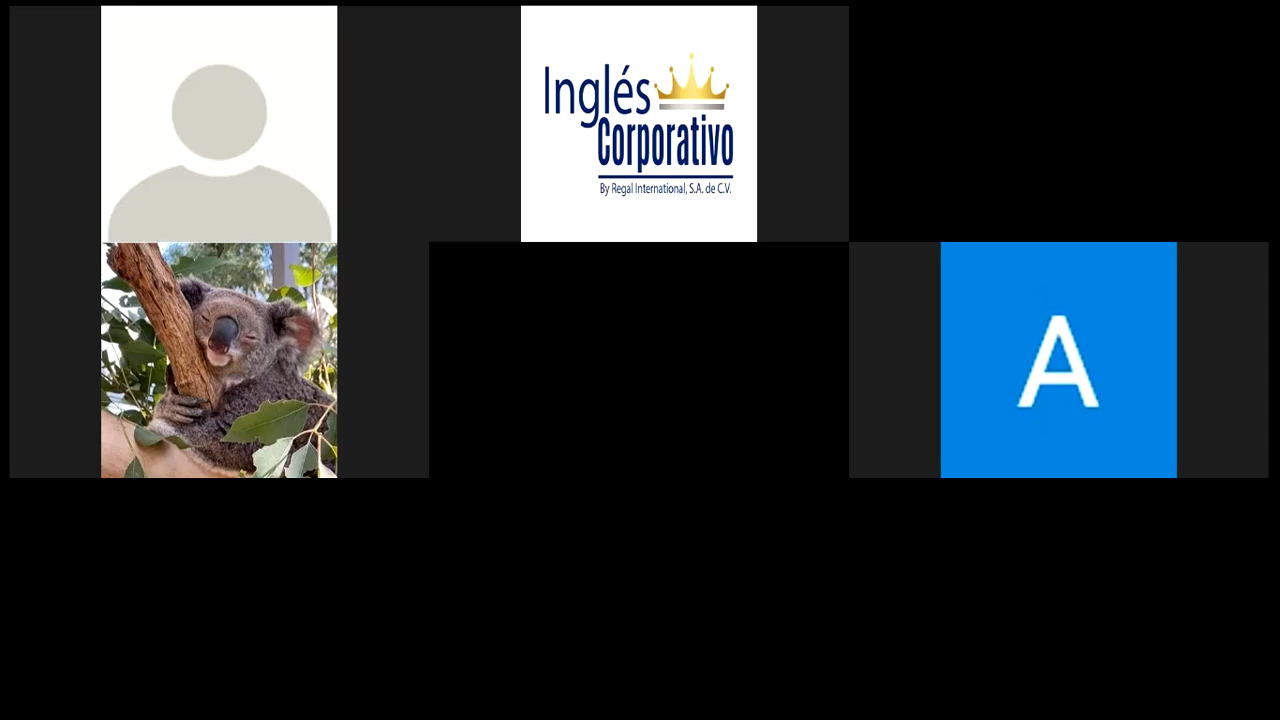 Inglés
Corporativo
By Regal International, S.A. de C.V.
A